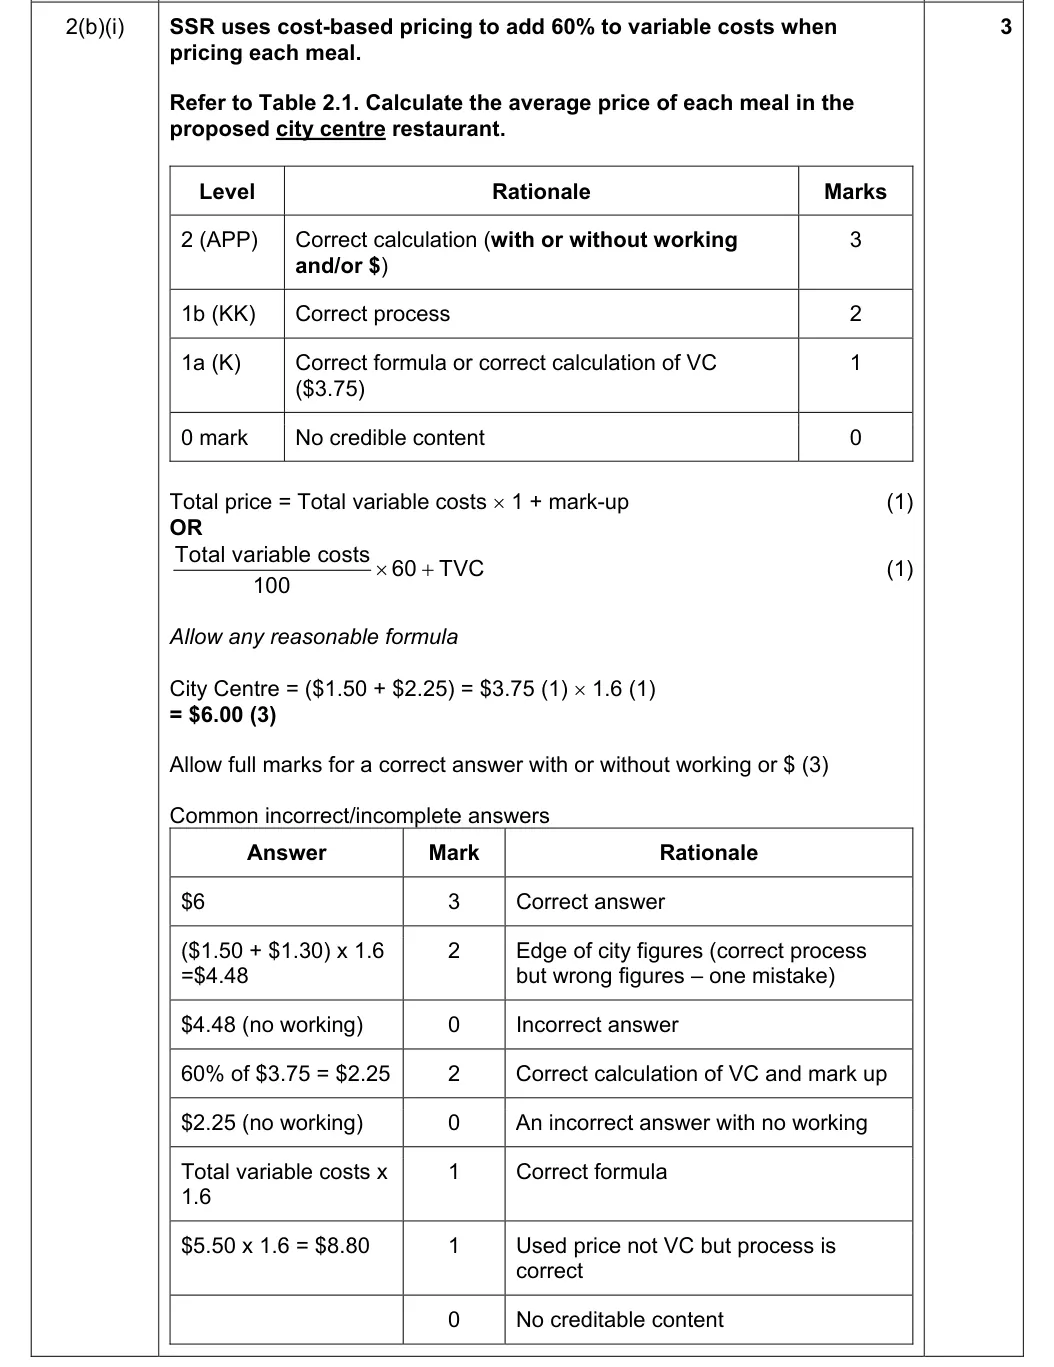 2(b)(i)
SSR uses cost-based pricing to add 60% to variable costs when
pricing each meal.
3
Refer to Table 2.1. Calculate the average price of each meal in the
proposed city centre restaurant.
Level Rationale Marks
2 (APP) Correct calculation (with or without working
and/or $) 3
1b (KK) Correct process 2
1a (K) Correct formula or correct calculation of VC
($3.75) 1
0 mark No credible content 0
Total price = Total variable costs × 1 + mark-up (1)
OR
Total variable costs
100
× 60 + TVC (1)
Allow any reasonable formula
City Centre = ($1.50 + $2.25) = $3.75 (1) × 1.6 (1)
= $6.00 (3)
Allow full marks for a correct answer with or without working or $ (3)
Common incorrect/incomplete answers
Answer Mark Rationale
$6 3 Correct answer
($1.50 + $1.30) x 1.6 2 Edge of city figures (correct process
=$4.48 but wrong figures – one mistake)
$4.48 (no working) 0 Incorrect answer
60% of $3.75 = $2.25 2 Correct calculation of VC and mark up
$2.25 (no working) 0 An incorrect answer with no working
Total variable costs x 1 Correct formula
1.6
$5.50 x 1.6 = $8.80 1 Used price not VC but process is
correct
0 No creditable content